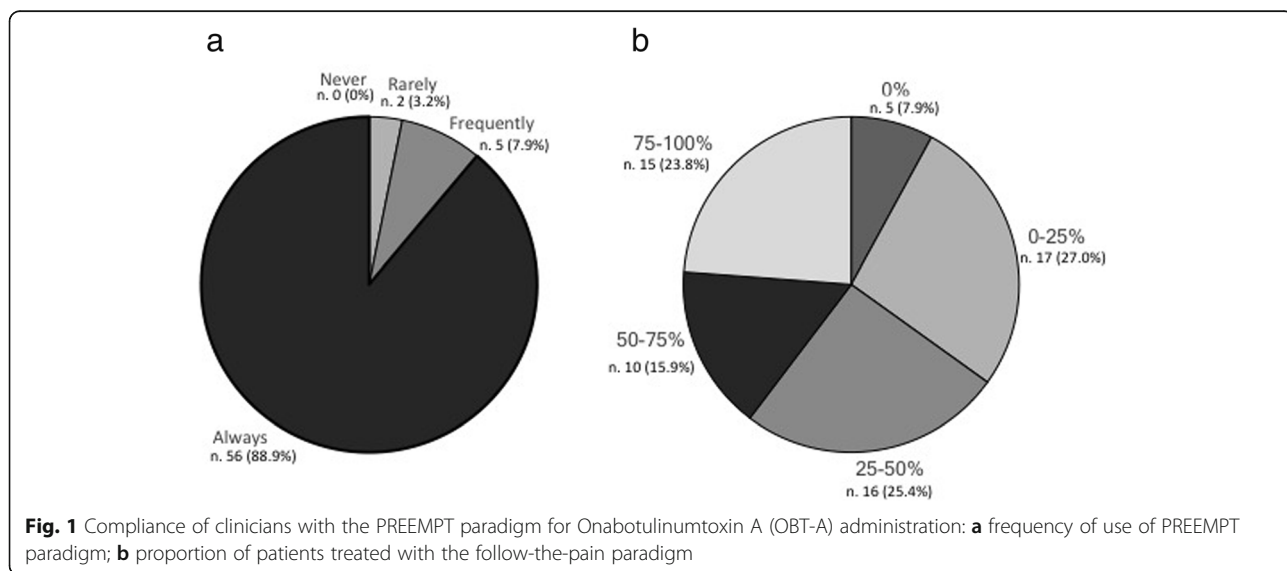 a
Never
n. 0 (0%)
Rarely
n. 2 (3.2%)
Frequently
n. 5 (7.9%)
Always
n. 56 (88.9%)
b
0%
n. 5 (7.9%)
0-25%
n. 17 (27.0%)
25-50%
n. 16 (25.4%)
50-75%
n. 10 (15.9%)
75-100%
n. 15 (23.8%)
Fig. 1 Compliance of clinicians with the PREEMPT paradigm for Onabotulinumtoxin A (OBT-A) administration: a frequency of use of PREEMPT
paradigm; b proportion of patients treated with the follow-the-pain paradigm